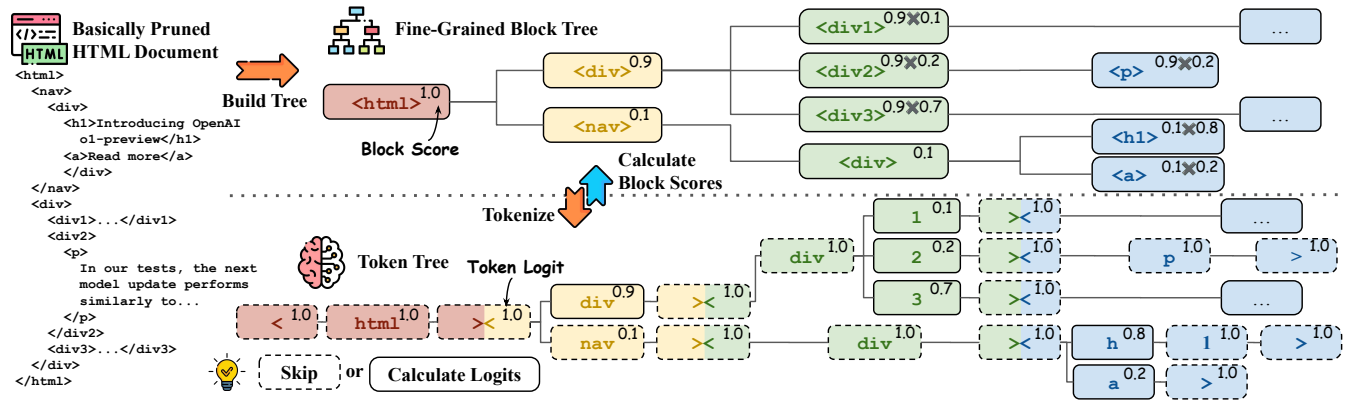 Basically Pruned
HTML Document
HTML
<html>
<nav>
<div>
<h1>Introducing OpenAI
o1-preview</h1>
<a>Read more</a>
</div>
</nav>
<div>
<div1>...</div1>
<div2>
<p>
In our tests, the next
model update performs
similarly to...
</p>
</div2>
<div3>...</div3>
</div>
</html>
Build Tree
Fine-Grained Block Tree
<html> 1.0
Block Score
<div> 0.9
<nav> 0.1
<div1> 0.9×0.1
...
<div2> 0.9×0.2
<p> 0.9×0.2
<div3> 0.9×0.7
...
<div> 0.1
<h1> 0.1×0.8
<a> 0.1×0.2
Calculate
Block Scores
Tokenize
Token Tree
Token Logit
< 1.0
html 1.0
>< 1.0
div 0.9
>< 1.0
div 1.0
1 0.1
>< 1.0
...
2 0.2
>< 1.0
p 1.0
> 1.0
3 0.7
>< 1.0
...
nav 0.1
>< 1.0
div 1.0
>< 1.0
h 0.8
1 1.0
> 1.0
a 0.2
> 1.0
Skip or Calculate Logits